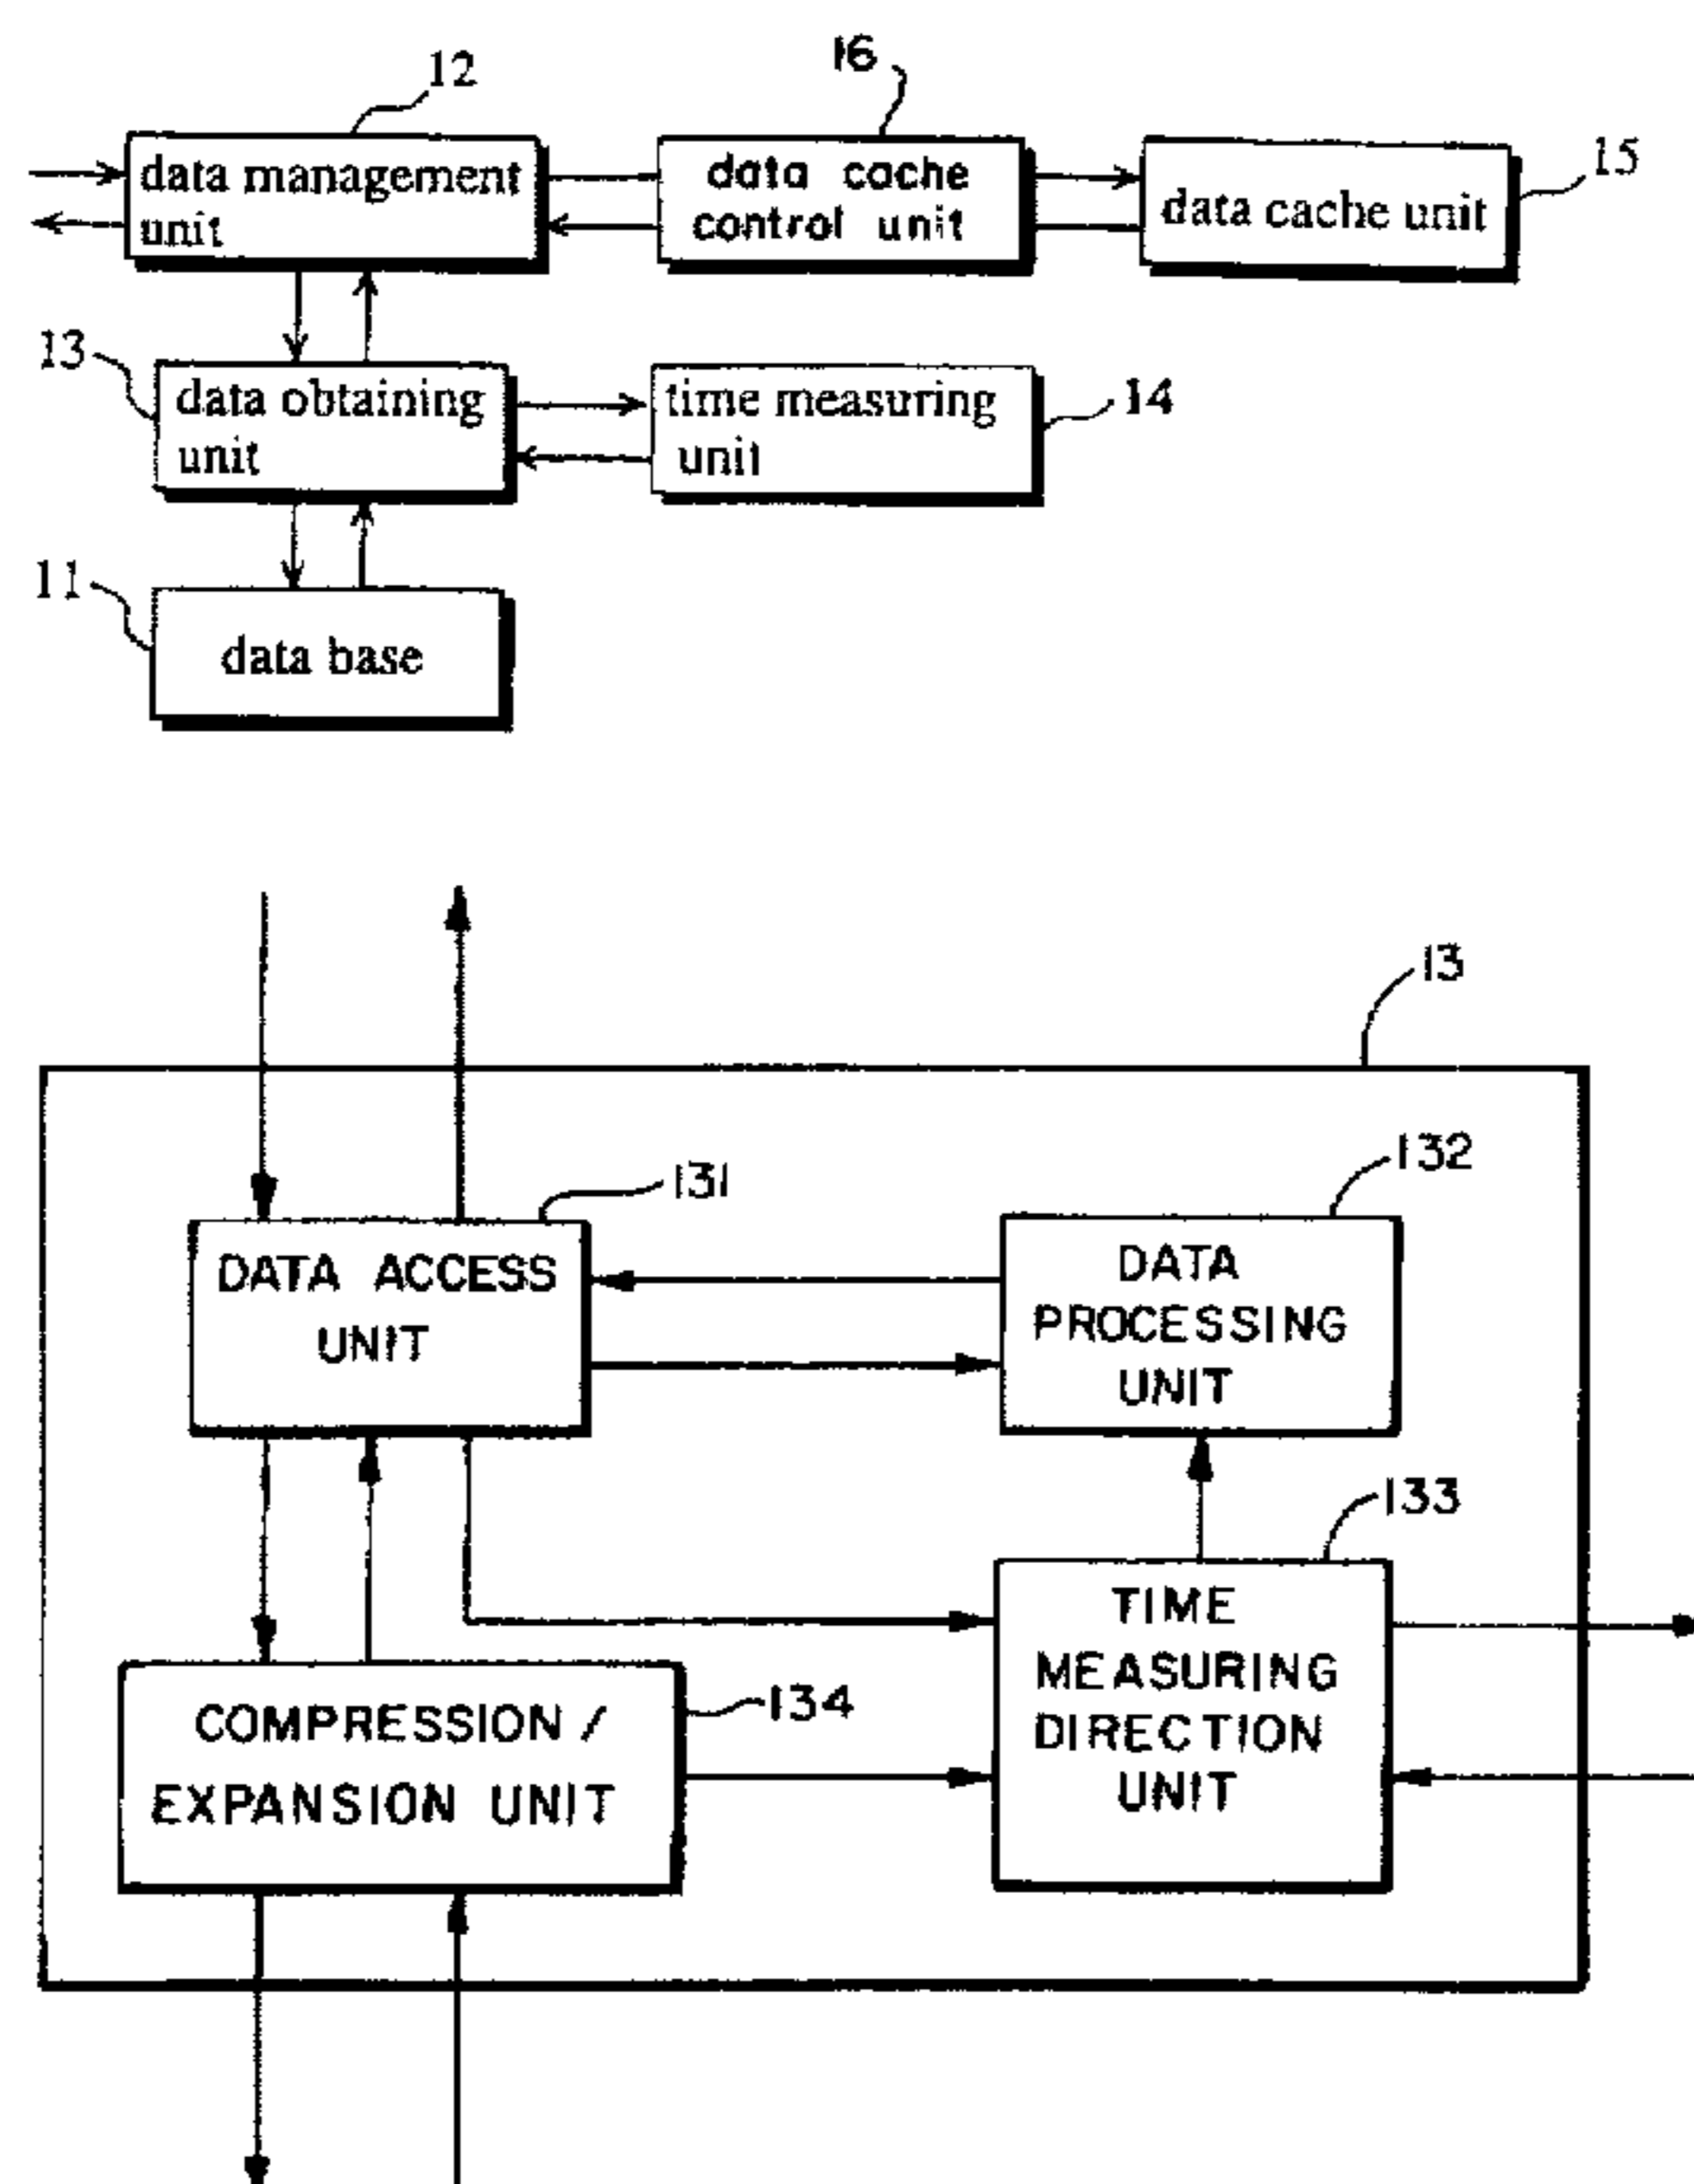 12
16
data management
unit
data cache
control unit
data cache unit
15
13
data obtaining
unit
time measuring
unit
14
11
data base
13
131
132
DATA ACCESS
UNIT
DATA
PROCESSING
UNIT
133
TIME
MEASURING
DIRECTION
UNIT
134
COMPRESSION /
EXPANSION UNIT